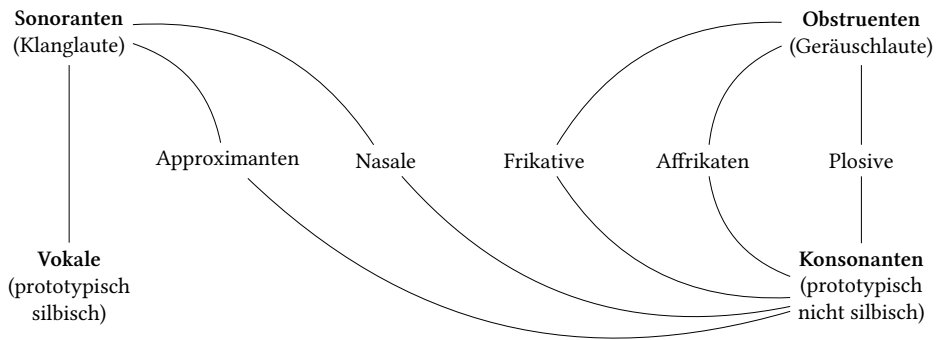 Sonoranten
(Klanglaute)
Obstruenten
(Geräuschlaute)
Approximanten
Nasale
Frikative
Affrikaten
Plosive
Vokale
(prototypisch
silbisch)
Konsonanten
(prototypisch
nicht silbisch)